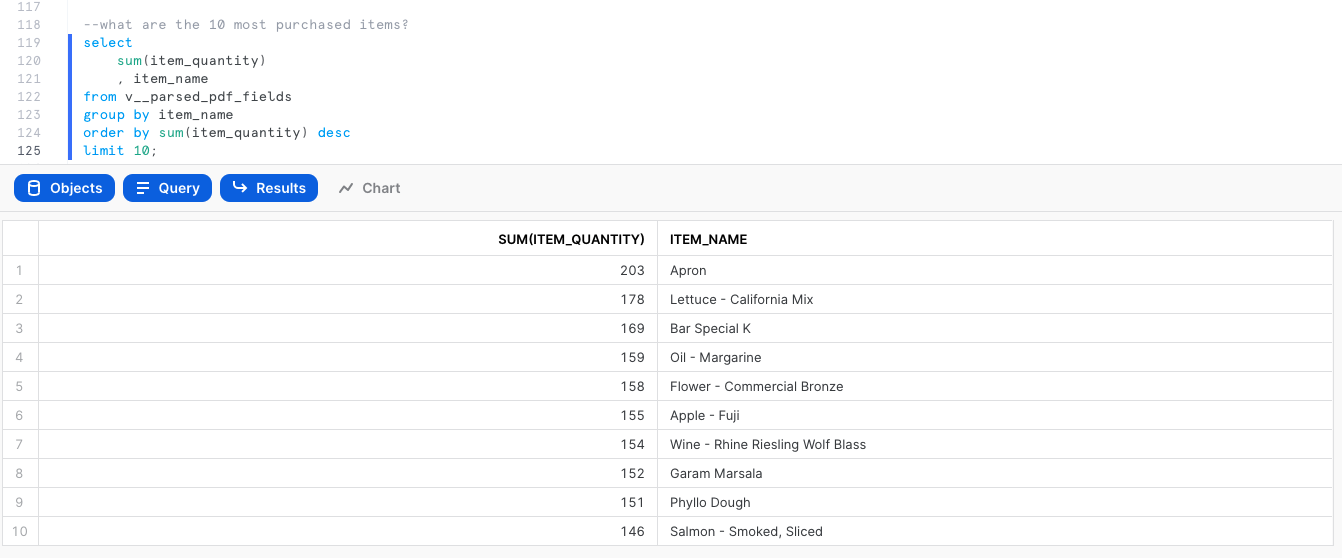 117
118 --what are the 10 most purchased items?
119 select
120 sum(item_quantity)
121 , item_name
122 from v__parsed_pdf_fields
123 group by item_name
124 order by sum(item_quantity) desc
125 limit 10;
Objects Query Results Chart
SUM(ITEM_QUANTITY) ITEM_NAME
1 203 Apron
2 178 Lettuce - California Mix
3 169 Bar Special K
4 159 Oil - Margarine
5 158 Flower - Commercial Bronze
6 155 Apple - Fuji
7 154 Wine - Rhine Riesling Wolf Blass
8 152 Garam Marsala
9 151 Phyllo Dough
10 146 Salmon - Smoked, Sliced